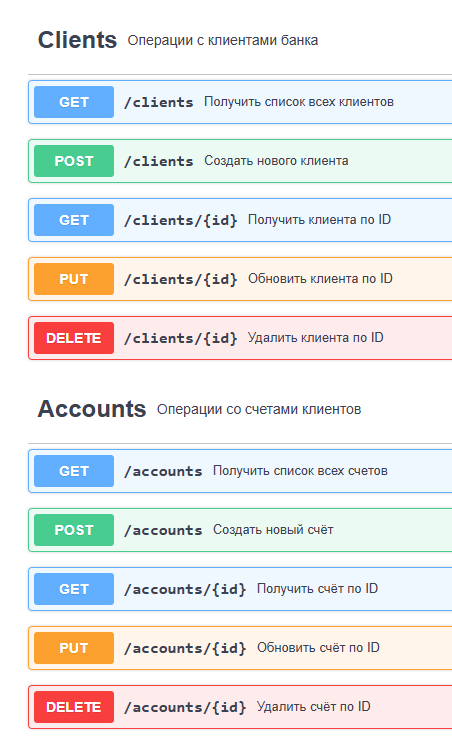 Clients Операции с клиентами банка
GET /clients Получить список всех клиентов
POST /clients Создать нового клиента
GET /clients/{id} Получить клиента по ID
PUT /clients/{id} Обновить клиента по ID
DELETE /clients/{id} Удалить клиента по ID
Accounts Операции со счетами клиентов
GET /accounts Получить список всех счетов
POST /accounts Создать новый счёт
GET /accounts/{id} Получить счёт по ID
PUT /accounts/{id} Обновить счёт по ID
DELETE /accounts/{id} Удалить счёт по ID